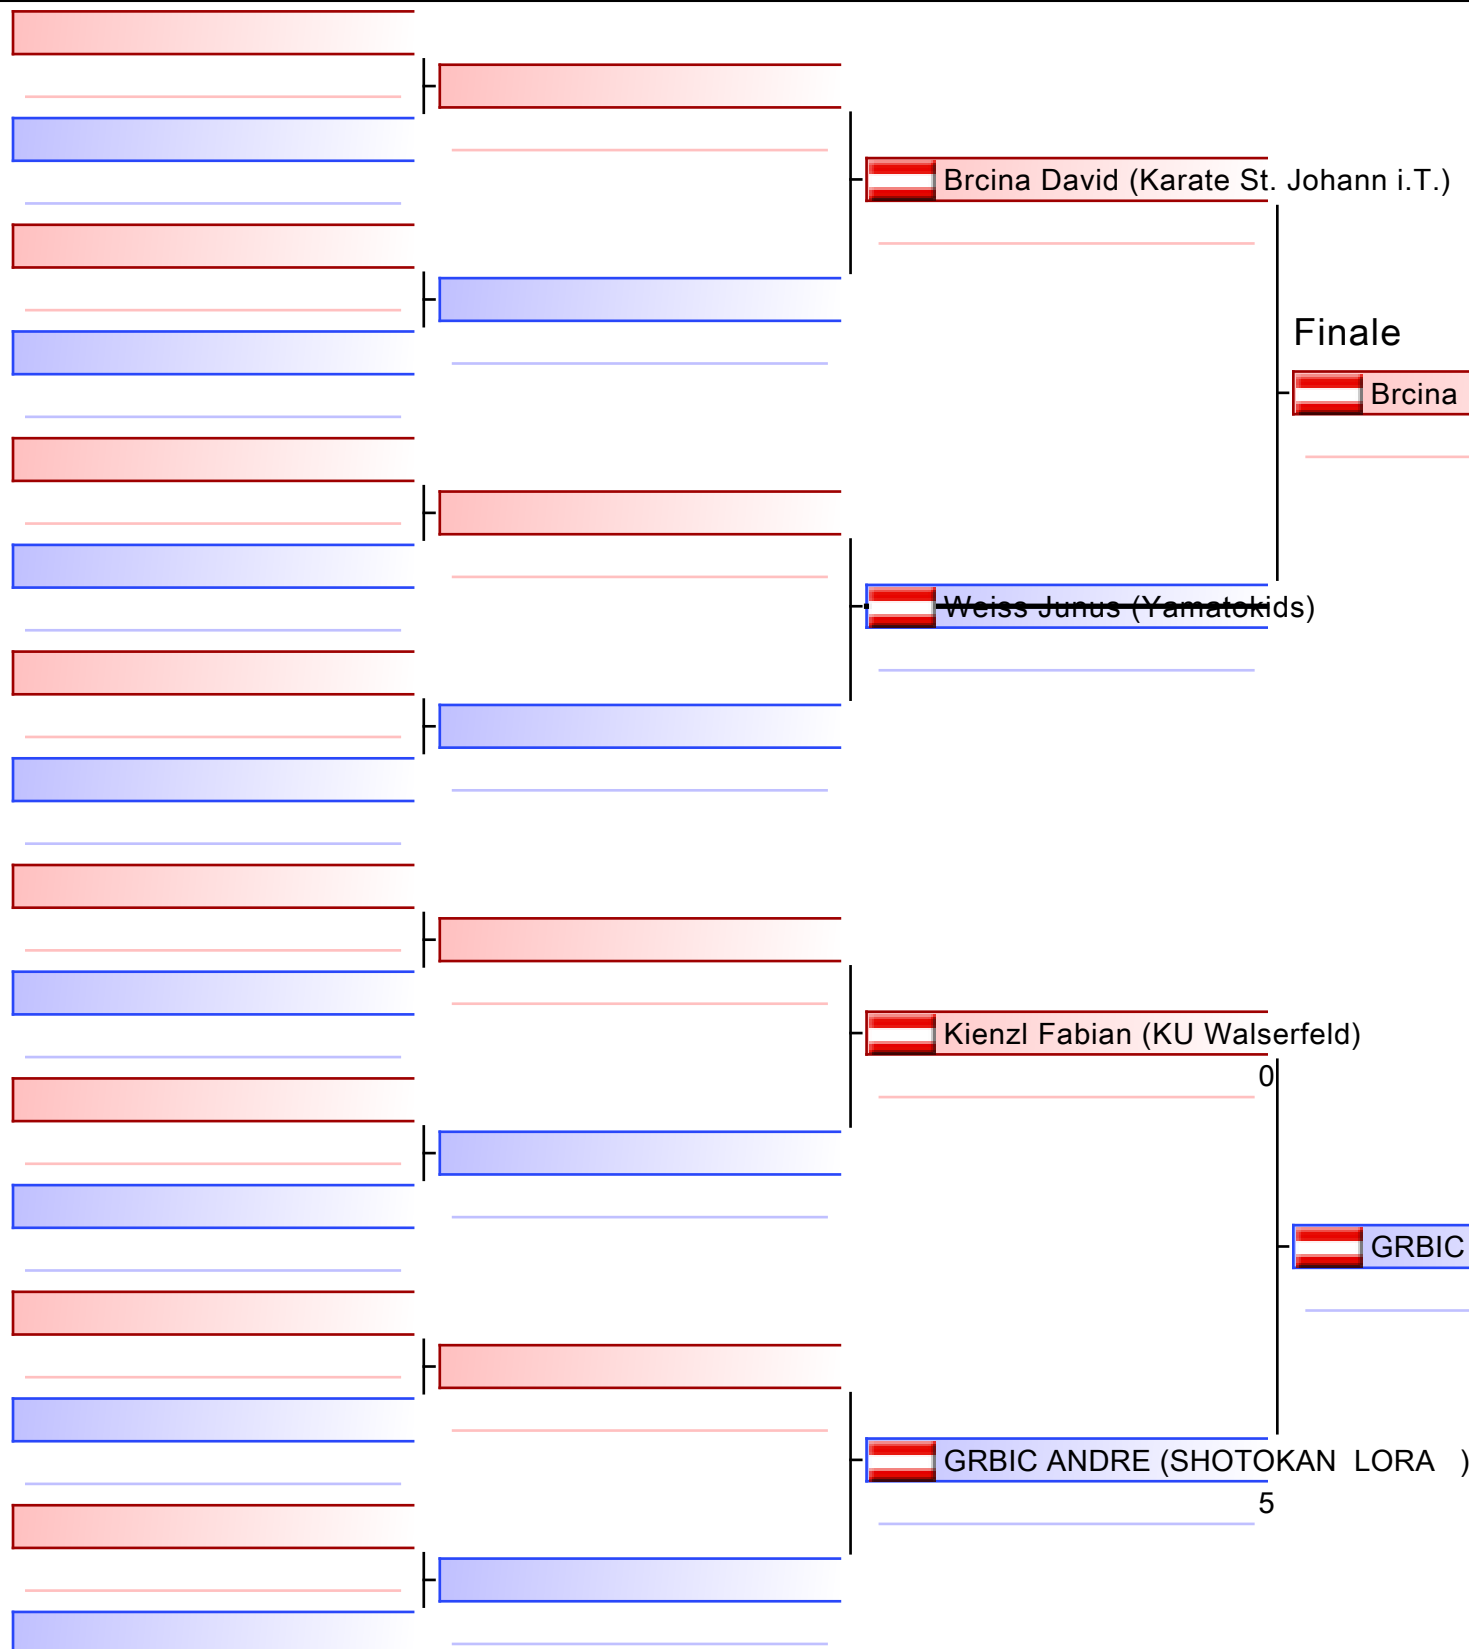 Brcina David (Karate St. Johann i.T.)
Finale
Brcina
Weiss Junus (Yamatokids)
Kienzl Fabian (KU Walserfeld)
0
GRBIC
GRBIC ANDRE (SHOTOKAN  LORA   )
5